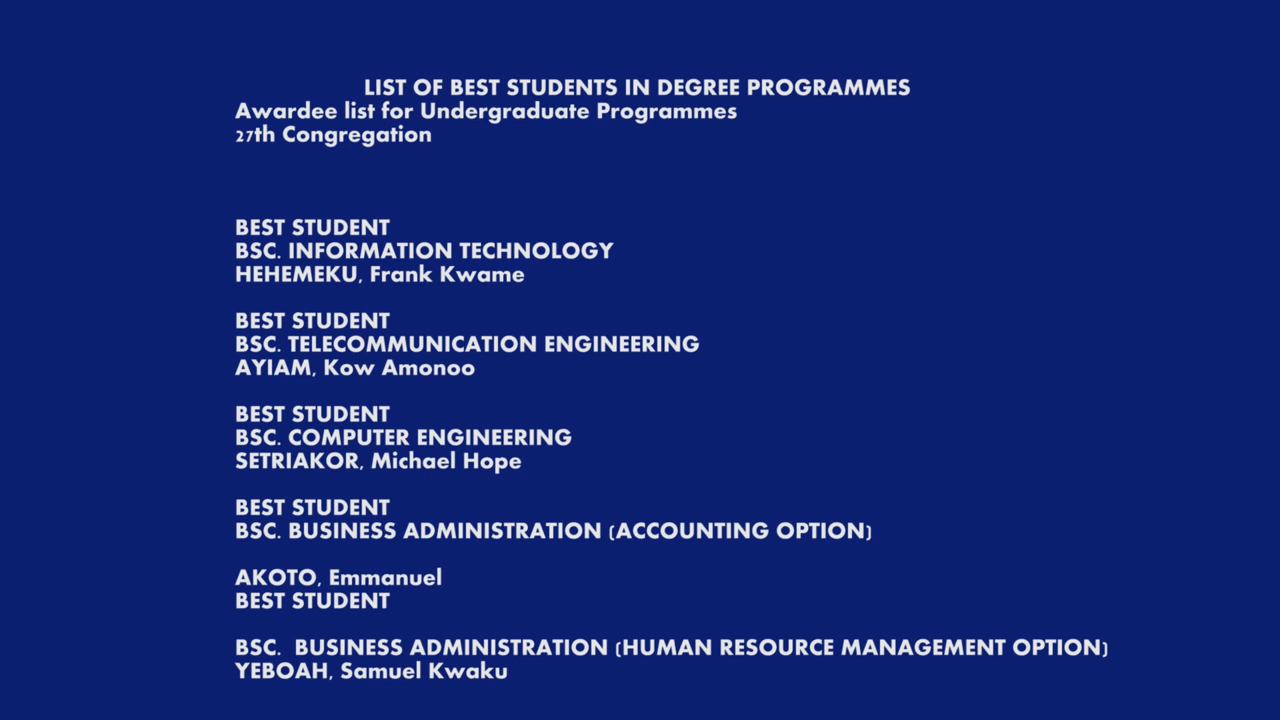 LIST OF BEST STUDENTS IN DEGREE PROGRAMMES
Awardee list for Undergraduate Programmes
27th Congregation
BEST STUDENT
BSC. INFORMATION TECHNOLOGY
HEHEMEKU, Frank Kwame
BEST STUDENT
BSC. TELECOMMUNICATION ENGINEERING
AYIAM, Kow Amonoo
BEST STUDENT
BSC. COMPUTER ENGINEERING
SETRIAKOR, Michael Hope
BEST STUDENT
BSC. BUSINESS ADMINISTRATION (ACCOUNTING OPTION)
AKOTO, Emmanuel
BEST STUDENT
BSC.  BUSINESS ADMINISTRATION (HUMAN RESOURCE MANAGEMENT OPTION)
YEBOAH, Samuel Kwaku